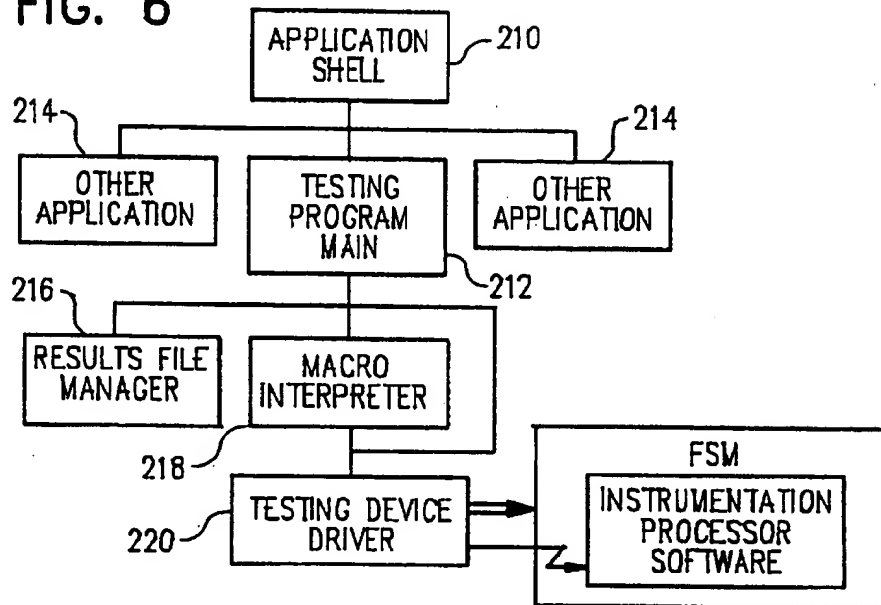 FIG. 6
APPLICATION
SHELL
210
214
214
OTHER
APPLICATION
TESTING
PROGRAM
MAIN
OTHER
APPLICATION
212
216
RESULTS FILE
MANAGER
MACRO
INTERPRETER
218
FSM
TESTING DEVICE
DRIVER
220
INSTRUMENTATION
PROCESSOR
SOFTWARE